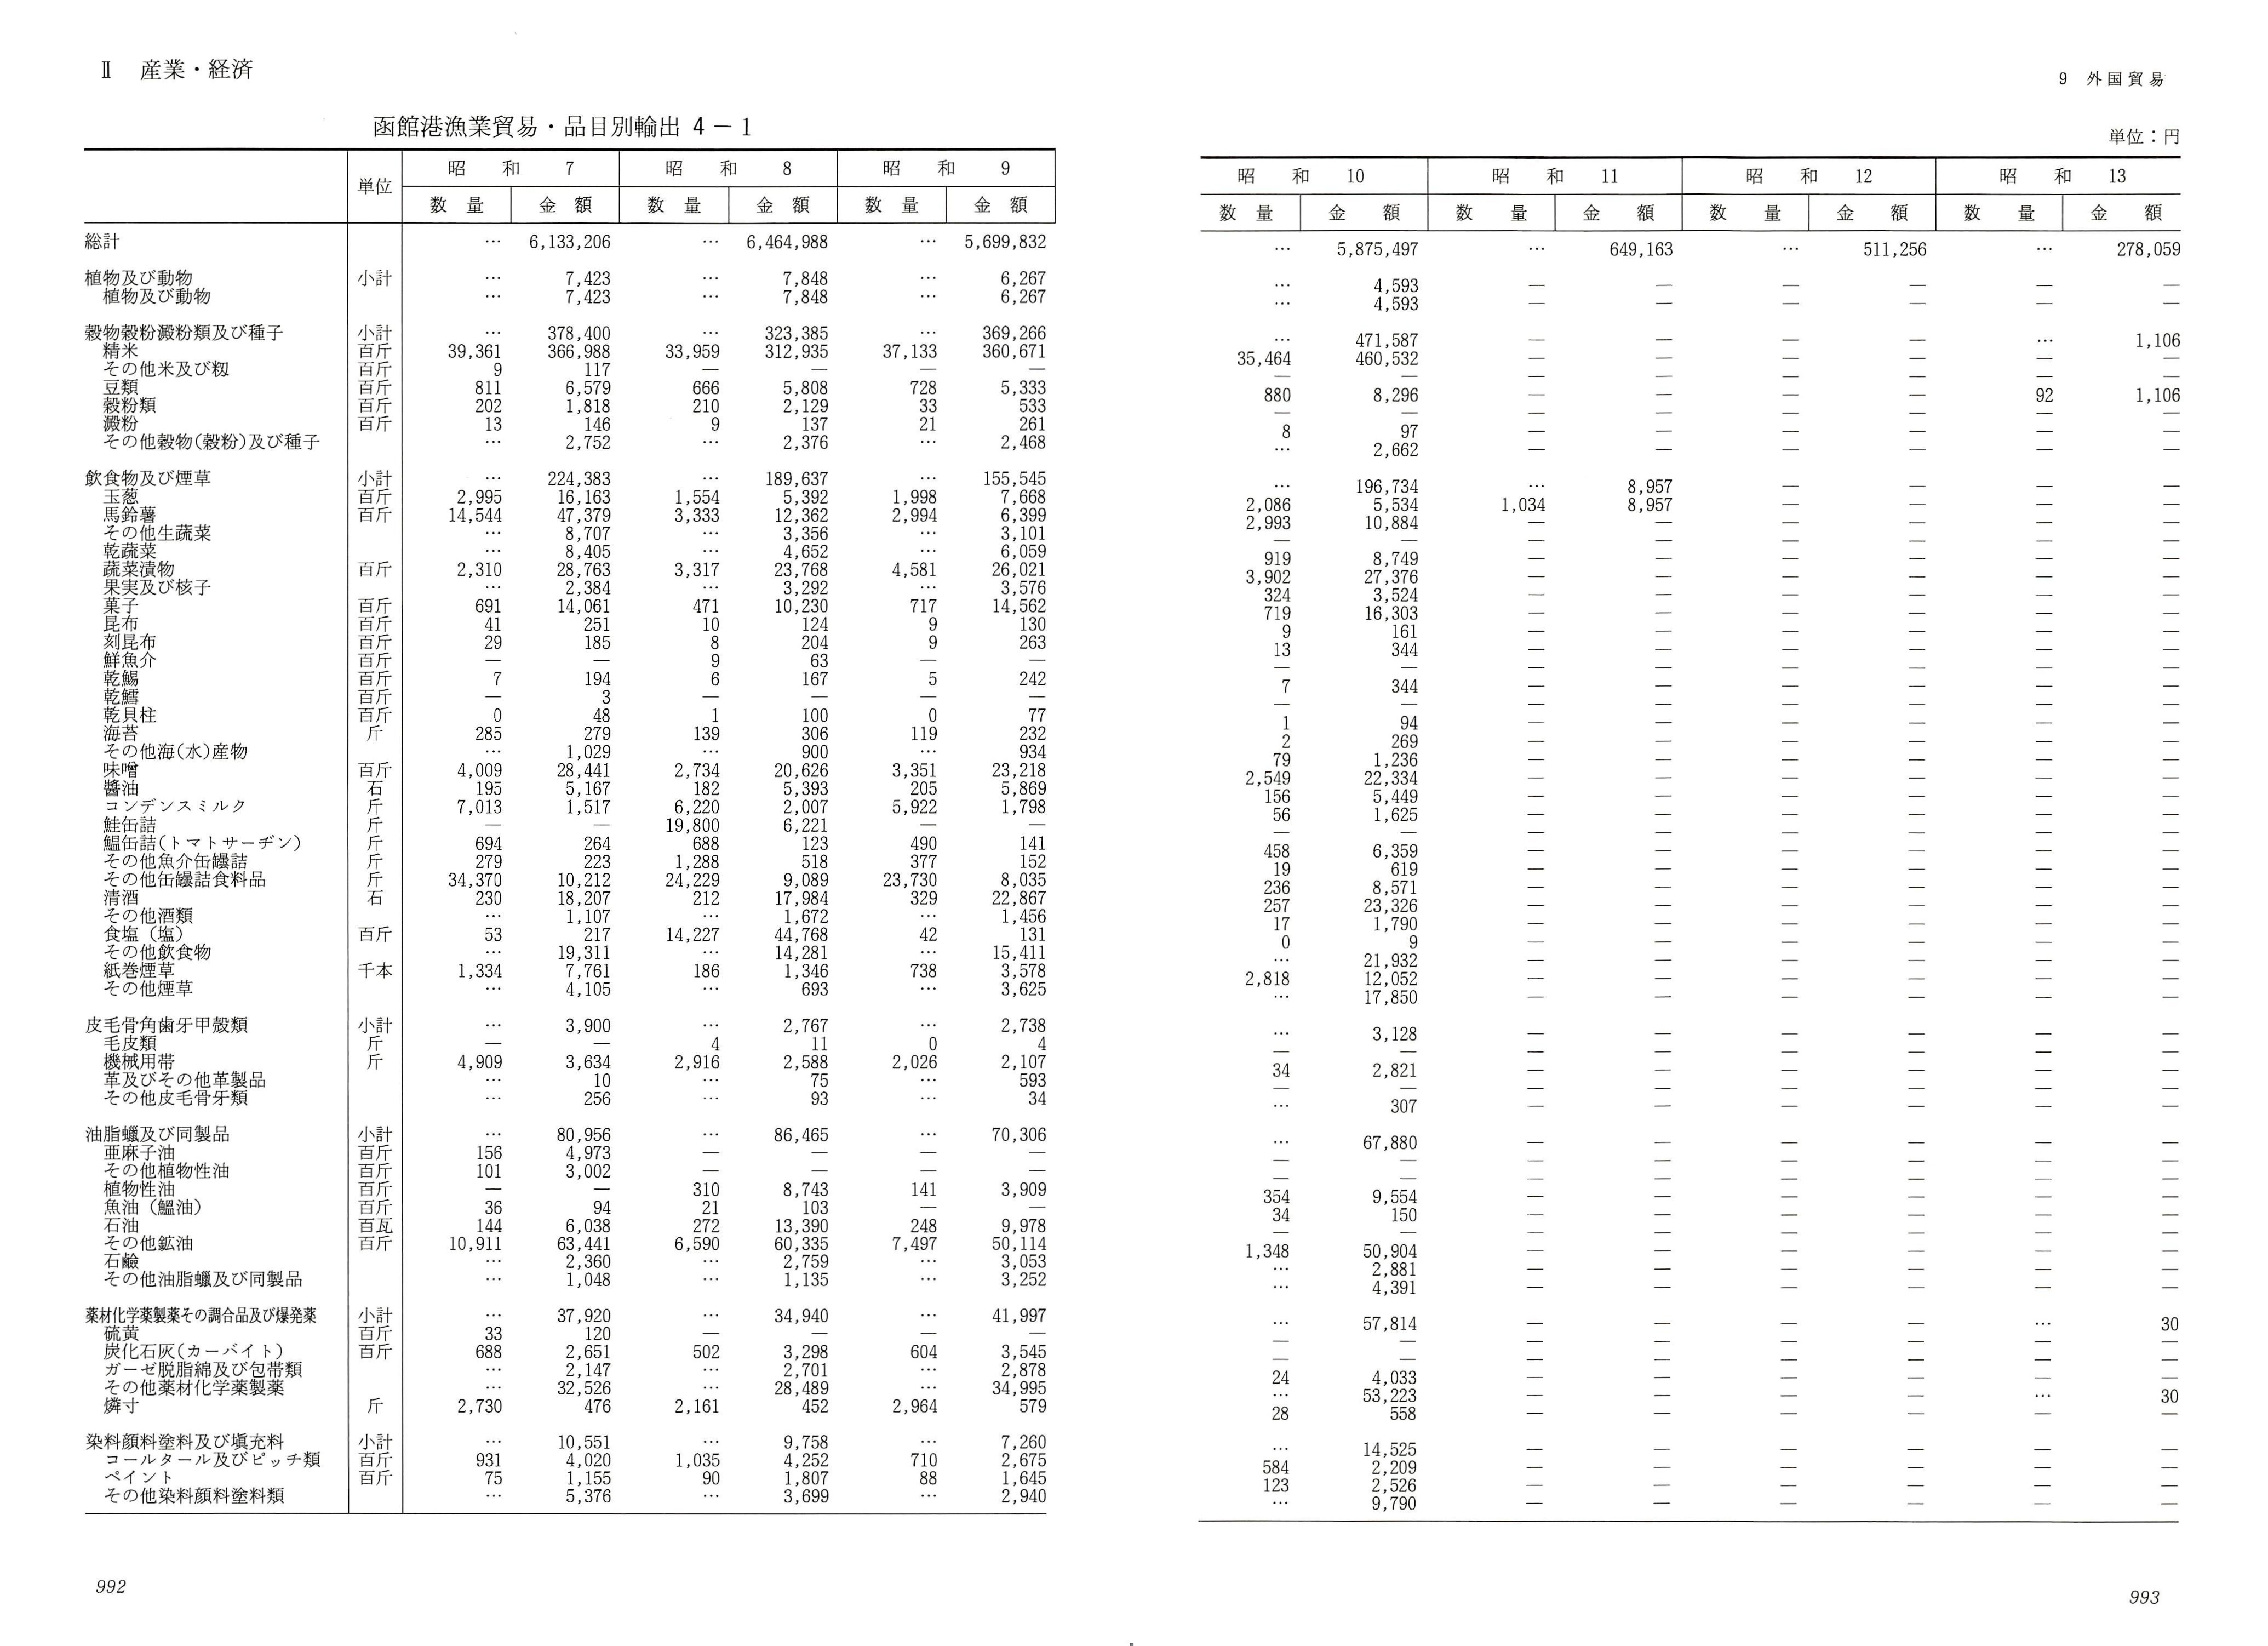 Ⅱ 産業・経済
函館港漁業貿易・品目別輸出 4－1
単位 昭和7 昭和8 昭和9
数量 金額 数量 金額 数量 金額
総計 … 6,133,206 … 6,464,988 … 5,699,832
植物及び動物 小計 … 7,423 … 7,848 … 6,267
植物及び動物 … 7,423 … 7,848 … 6,267
穀物穀粉澱粉類及び種子 小計 … 378,400 … 323,385 … 369,266
精米 百斤 39,361 366,988 33,959 312,935 37,133 360,671
その他米及び籾 百斤 9 117 — — — —
豆類 百斤 811 6,579 666 5,808 728 5,333
穀粉類 百斤 202 1,818 210 2,129 33 533
澱粉 百斤 13 146 9 137 21 261
その他穀物(穀粉)及び種子 … 2,752 … 2,376 … 2,468
飲食物及び煙草 小計 … 224,383 … 189,637 … 155,545
玉葱 百斤 2,995 16,163 1,554 5,392 1,998 7,668
馬鈴薯 百斤 14,544 47,379 3,333 12,362 2,994 6,399
その他生蔬菜 … 8,707 … 3,356 … 3,101
乾蔬菜 … 8,405 … 4,652 … 6,059
蔬菜漬物 百斤 2,310 28,763 3,317 23,768 4,581 26,021
果実及び核子 … 2,384 … 3,292 … 3,576
菓子 百斤 691 14,061 471 10,230 717 14,562
昆布 百斤 41 251 10 124 9 130
刻昆布 百斤 29 185 8 204 9 263
鮮魚介 百斤 — — 9 63 — —
乾鯣 百斤 7 194 6 167 5 242
乾鱈 百斤 — 3 — — — —
乾貝柱 百斤 0 48 1 100 0 77
海苔 斤 285 279 139 306 119 232
その他海(水)産物 … 1,029 … 900 … 934
味噌 百斤 4,009 28,441 2,734 20,626 3,351 23,218
醬油 石 195 5,167 182 5,393 205 5,869
コンデンスミルク 斤 7,013 1,517 6,220 2,007 5,922 1,798
鮭缶詰 斤 — — 19,800 6,221 — —
鰮缶詰(トマトサーヂン) 斤 694 264 688 123 490 141
その他魚介缶罎詰 斤 279 223 1,288 518 377 152
その他缶罎詰食料品 斤 34,370 10,212 24,229 9,089 23,730 8,035
清酒 石 230 18,207 212 17,984 329 22,867
その他酒類 … 1,107 … 1,672 … 1,456
食塩（塩） 百斤 53 217 14,227 44,768 42 131
その他飲食物 … 19,311 … 14,281 … 15,411
紙巻煙草 千本 1,334 7,761 186 1,346 738 3,578
その他煙草 … 4,105 … 693 … 3,625
皮毛骨角歯牙甲殻類 小計 … 3,900 … 2,767 … 2,738
毛皮類 斤 — — 4 11 0 4
機械用帯 斤 4,909 3,634 2,916 2,588 2,026 2,107
革及びその他革製品 … 10 … 75 … 593
その他皮毛骨牙類 … 256 … 93 … 34
油脂蠟及び同製品 小計 … 80,956 … 86,465 … 70,306
亜麻子油 百斤 156 4,973 — — — —
その他植物性油 百斤 101 3,002 — — — —
植物性油 百斤 — — 310 8,743 141 3,909
魚油（鰮油） 百斤 36 94 21 103 — —
石油 百瓦 144 6,038 272 13,390 248 9,978
その他鉱油 百斤 10,911 63,441 6,590 60,335 7,497 50,114
石鹼 … 2,360 … 2,759 … 3,053
その他油脂蠟及び同製品 … 1,048 … 1,135 … 3,252
薬材化学薬製薬その調合品及び爆発薬 小計 … 37,920 … 34,940 … 41,997
硫黄 百斤 33 120 — — — —
炭化石灰(カーバイト) 百斤 688 2,651 502 3,298 604 3,545
ガーゼ脱脂綿及び包帯類 … 2,147 … 2,701 … 2,878
その他薬材化学薬製薬 … 32,526 … 28,489 … 34,995
燐寸 斤 2,730 476 2,161 452 2,964 579
染料顔料塗料及び塡充料 小計 … 10,551 … 9,758 … 7,260
コールタール及びピッチ類 百斤 931 4,020 1,035 4,252 710 2,675
ペイント 百斤 75 1,155 90 1,807 88 1,645
その他染料顔料塗料類 … 5,376 … 3,699 … 2,940
992
9 外国貿易
単位：円
昭和10 昭和11 昭和12 昭和13
数量 金額 数量 金額 数量 金額 数量 金額
… 5,875,497 … 649,163 … 511,256 … 278,059
… 4,593 — — — — — —
… 4,593 — — — — — —
… 471,587 — — — — … 1,106
35,464 460,532 — — — — — —
— — — — — — — —
880 8,296 — — — — 92 1,106
— — — — — — — —
8 97 — — — — — —
… 2,662 — — — — — —
… 196,734 … 8,957 — — — —
2,086 5,534 1,034 8,957 — — — —
2,993 10,884 — — — — — —
— — — — — — — —
919 8,749 — — — — — —
3,902 27,376 — — — — — —
324 3,524 — — — — — —
719 16,303 — — — — — —
9 161 — — — — — —
13 344 — — — — — —
— — — — — — — —
7 344 — — — — — —
— — — — — — — —
1 94 — — — — — —
2 269 — — — — — —
79 1,236 — — — — — —
2,549 22,334 — — — — — —
156 5,449 — — — — — —
56 1,625 — — — — — —
— — — — — — — —
458 6,359 — — — — — —
19 619 — — — — — —
236 8,571 — — — — — —
257 23,326 — — — — — —
17 1,790 — — — — — —
0 9 — — — — — —
… 21,932 — — — — — —
2,818 12,052 — — — — — —
… 17,850 — — — — — —
… 3,128 — — — — — —
— — — — — — — —
34 2,821 — — — — — —
— — — — — — — —
… 307 — — — — — —
… 67,880 — — — — — —
— — — — — — — —
— — — — — — — —
354 9,554 — — — — — —
34 150 — — — — — —
— — — — — — — —
1,348 50,904 — — — — — —
… 2,881 — — — — — —
… 4,391 — — — — — —
… 57,814 — — — — … 30
— — — — — — — —
— — — — — — — —
24 4,033 — — — — — —
… 53,223 — — — — … 30
28 558 — — — — — —
… 14,525 — — — — — —
584 2,209 — — — — — —
123 2,526 — — — — — —
… 9,790 — — — — — —
993